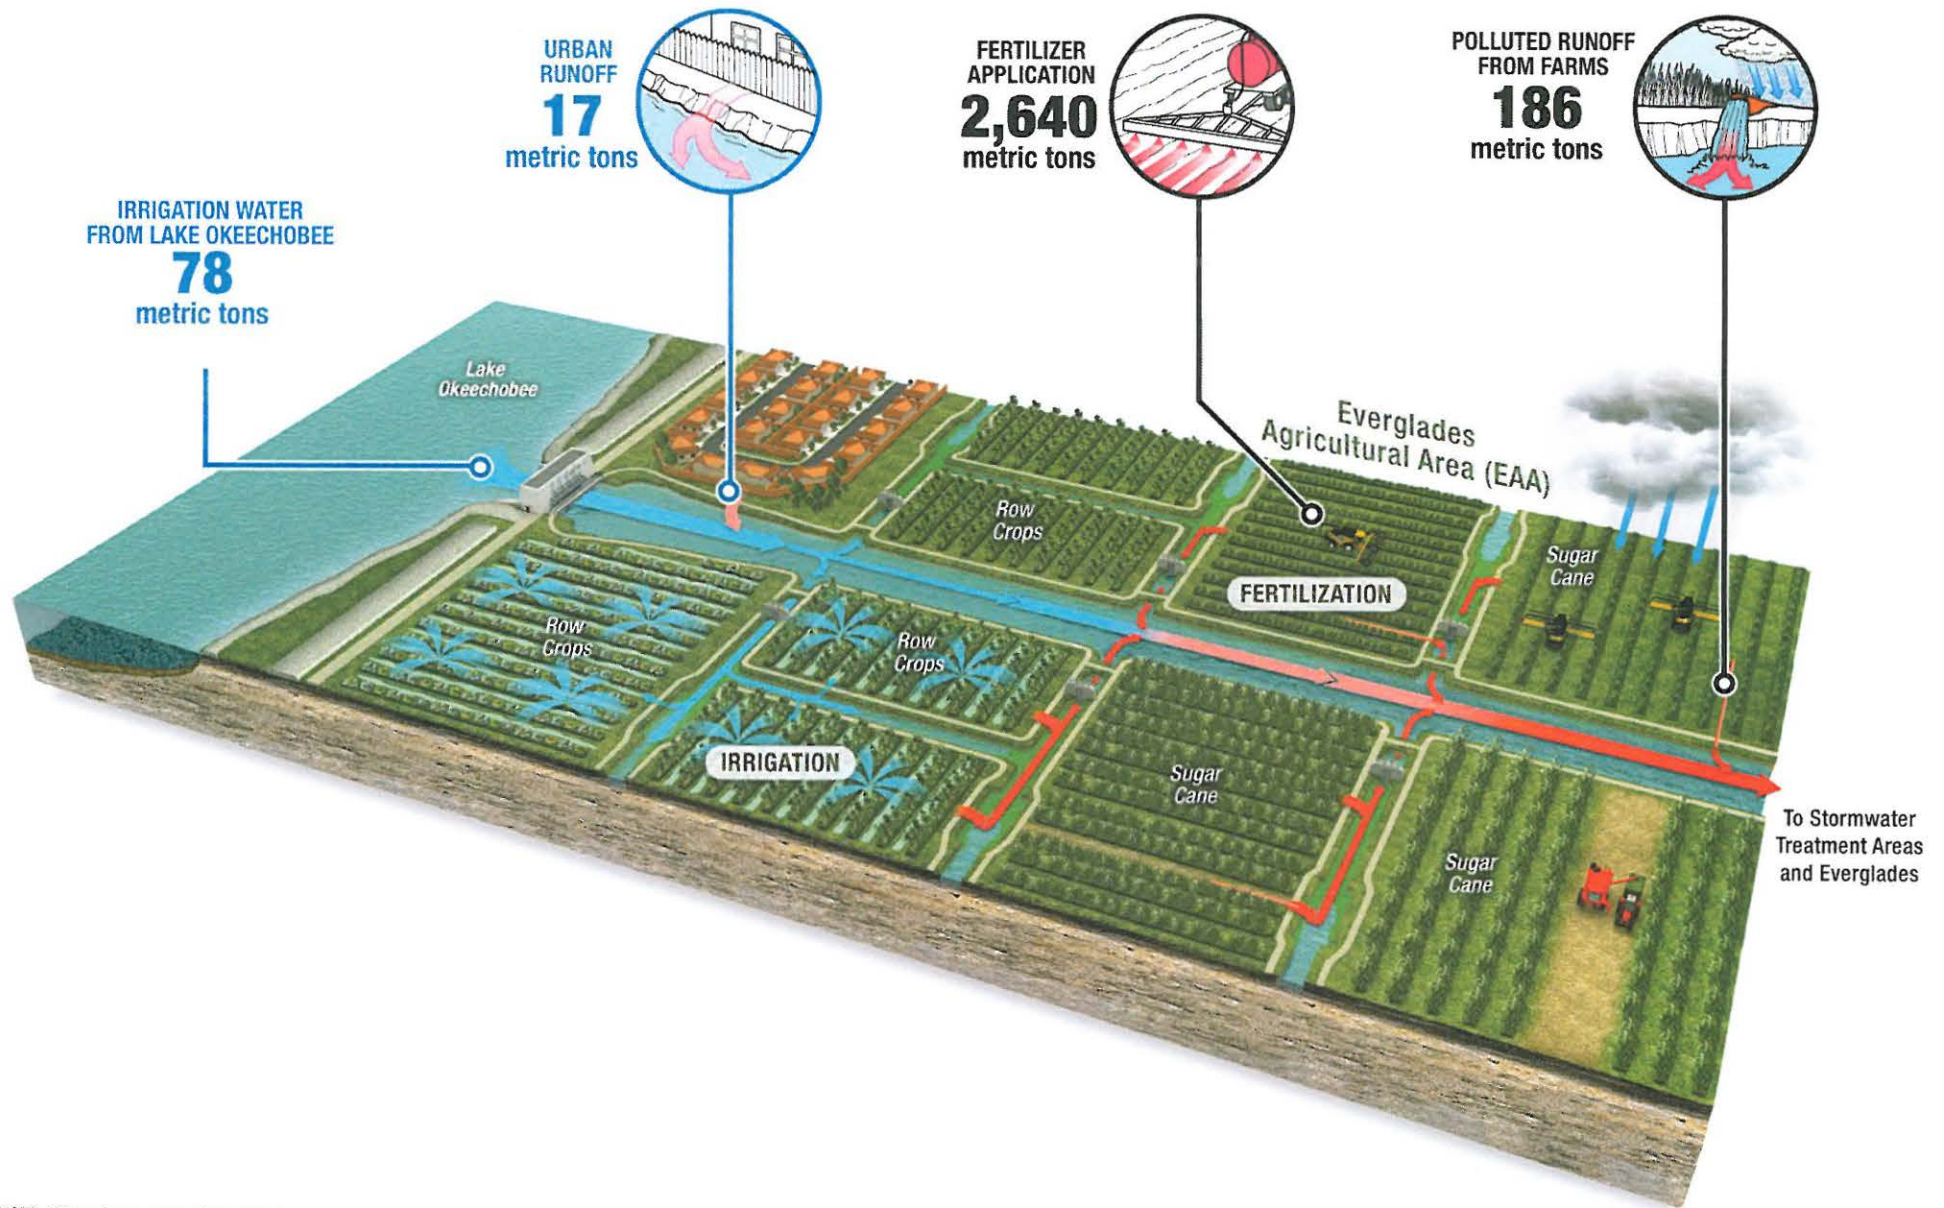 URBAN
RUNOFF
17
metric tons
FERTILIZER
APPLICATION
2,640
metric tons
POLLUTED RUNOFF
FROM FARMS
186
metric tons
IRRIGATION WATER
FROM LAKE OKEECHOBEE
78
metric tons
Lake
Okeechobee
Everglades
Agricultural Area (EAA)
Row
Crops
Sugar
Cane
FERTILIZATION
Row
Crops
Row
Crops
IRRIGATION
Sugar
Cane
Sugar
Cane
To Stormwater
Treatment Areas
and Everglades